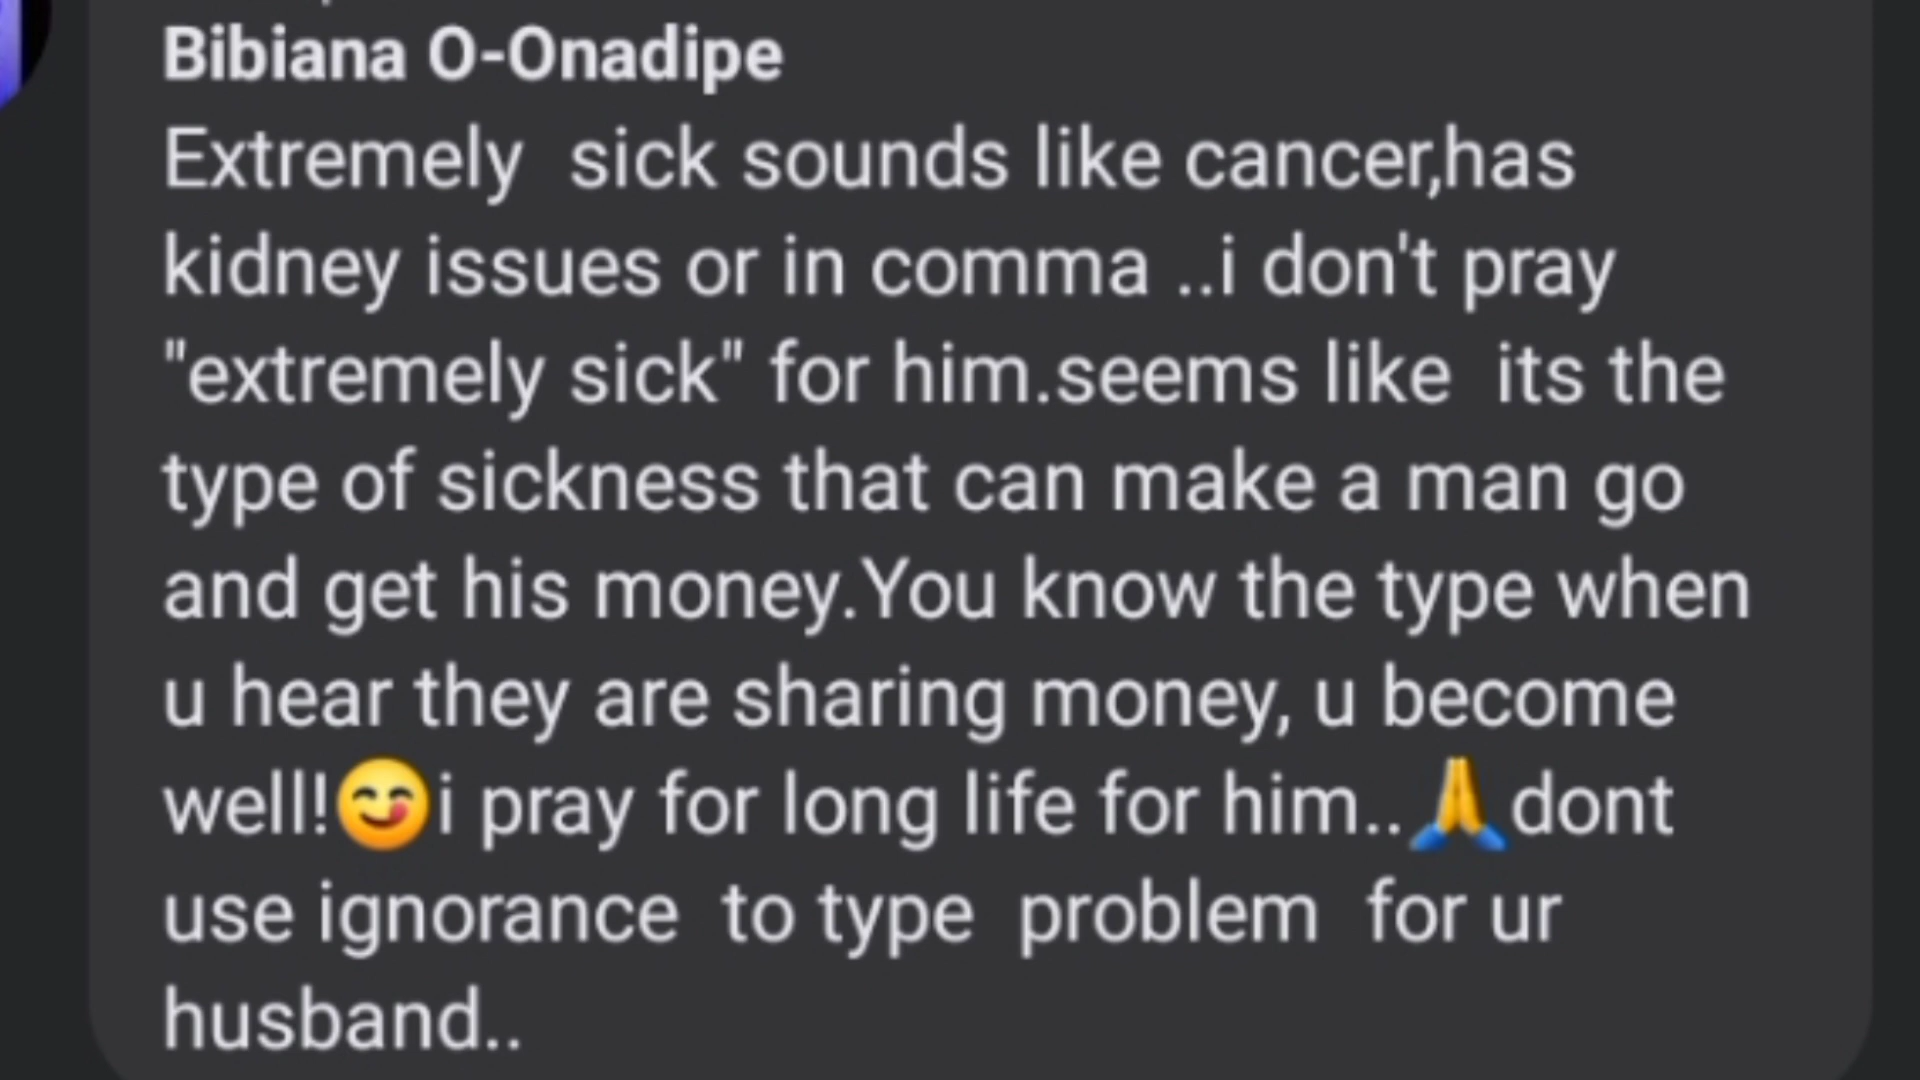 Bibiana O-Onadipe
Extremely  sick sounds like cancer,has
kidney issues or in comma ..i don't pray
"extremely sick" for him.seems like  its the
type of sickness that can make a man go
and get his money.You know the type when
u hear they are sharing money, u become
well!😋i pray for long life for him..🙏dont
use ignorance  to type  problem  for ur
husband..